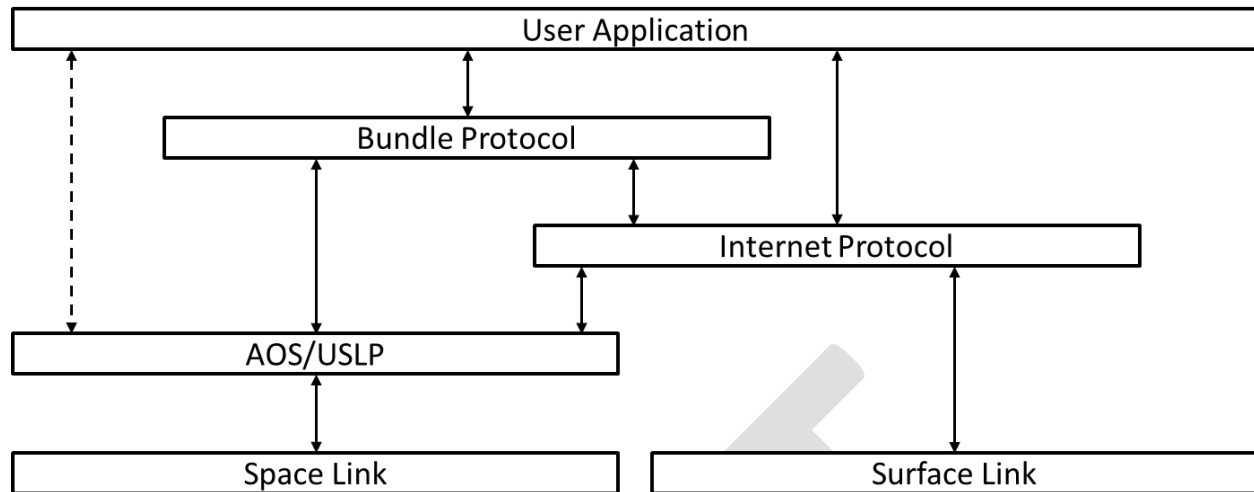 User Application
Bundle Protocol
Internet Protocol
AOS/USLP
Space Link
Surface Link